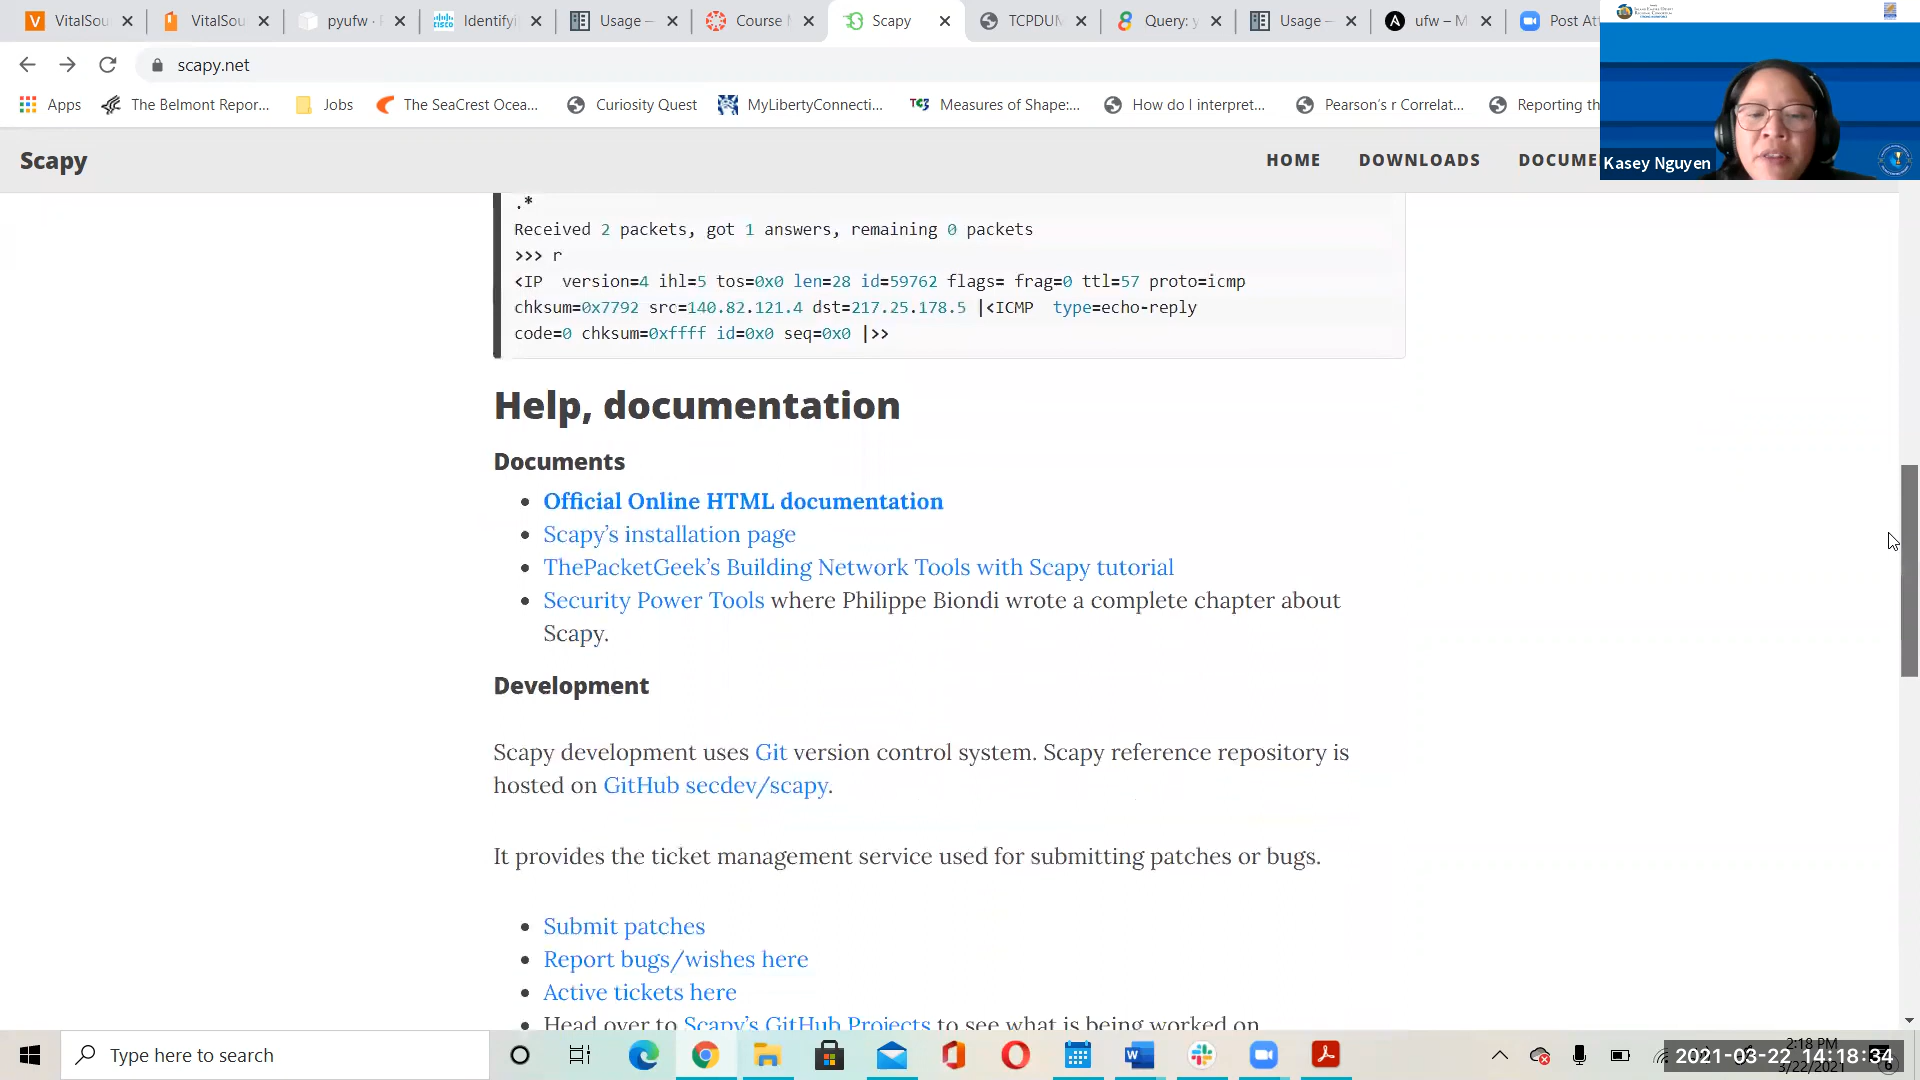 VitalSou
VitalSou
pyufw ·
Identifyi
Usage —
Course
Scapy
TCPDUM
Query: y
Usage —
ufw – M
Post At
scapy.net
Apps
The Belmont Repor...
Jobs
The SeaCrest Ocea...
Curiosity Quest
MyLibertyConnecti...
Measures of Shape:...
How do I interpret...
Pearson's r Correlat...
Reporting th
Kasey Nguyen
Scapy
HOME
DOWNLOADS
DOCUME
.*
Received 2 packets, got 1 answers, remaining 0 packets
>>> r
<IP  version=4 ihl=5 tos=0x0 len=28 id=59762 flags= frag=0 ttl=57 proto=icmp
chksum=0x7792 src=140.82.121.4 dst=217.25.178.5 |<ICMP  type=echo-reply
code=0 chksum=0xffff id=0x0 seq=0x0 |>>
Help, documentation
Documents
Official Online HTML documentation
Scapy's installation page
ThePacketGeek's Building Network Tools with Scapy tutorial
Security Power Tools where Philippe Biondi wrote a complete chapter about
Scapy.
Development
Scapy development uses Git version control system. Scapy reference repository is
hosted on GitHub secdev/scapy.
It provides the ticket management service used for submitting patches or bugs.
Submit patches
Report bugs/wishes here
Active tickets here
Head over to Scapy's GitHub Projects to see what is being worked on
Type here to search
2:18 PM
3/22/2021
2021-03-22 14:18:34